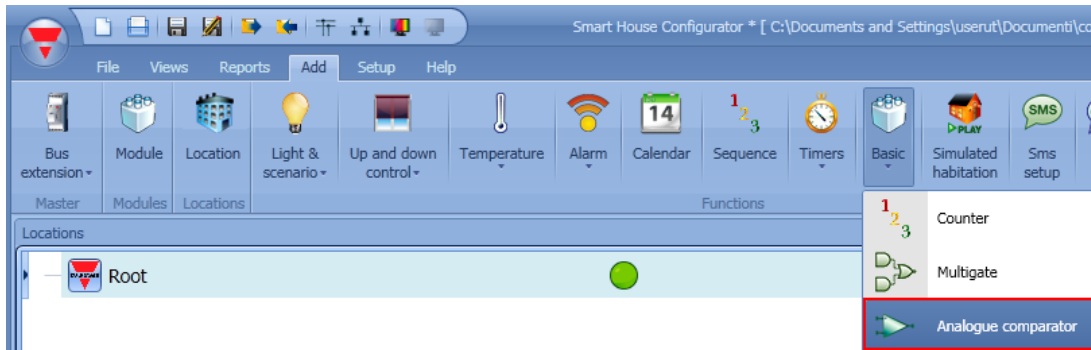 Smart House Configurator * [ C:\Documents and Settings\userut\Documenti\co
File Views Reports Add Setup Help
14
1 2 3
SMS
PLAY
Bus extension
Module
Location
Light & scenario
Up and down control
Temperature
Alarm
Calendar
Sequence
Timers
Basic
Simulated habitation
Sms setup
Master
Modules
Locations
Functions
Locations
1 2 3
Counter
Multigate
Root
Analogue comparator